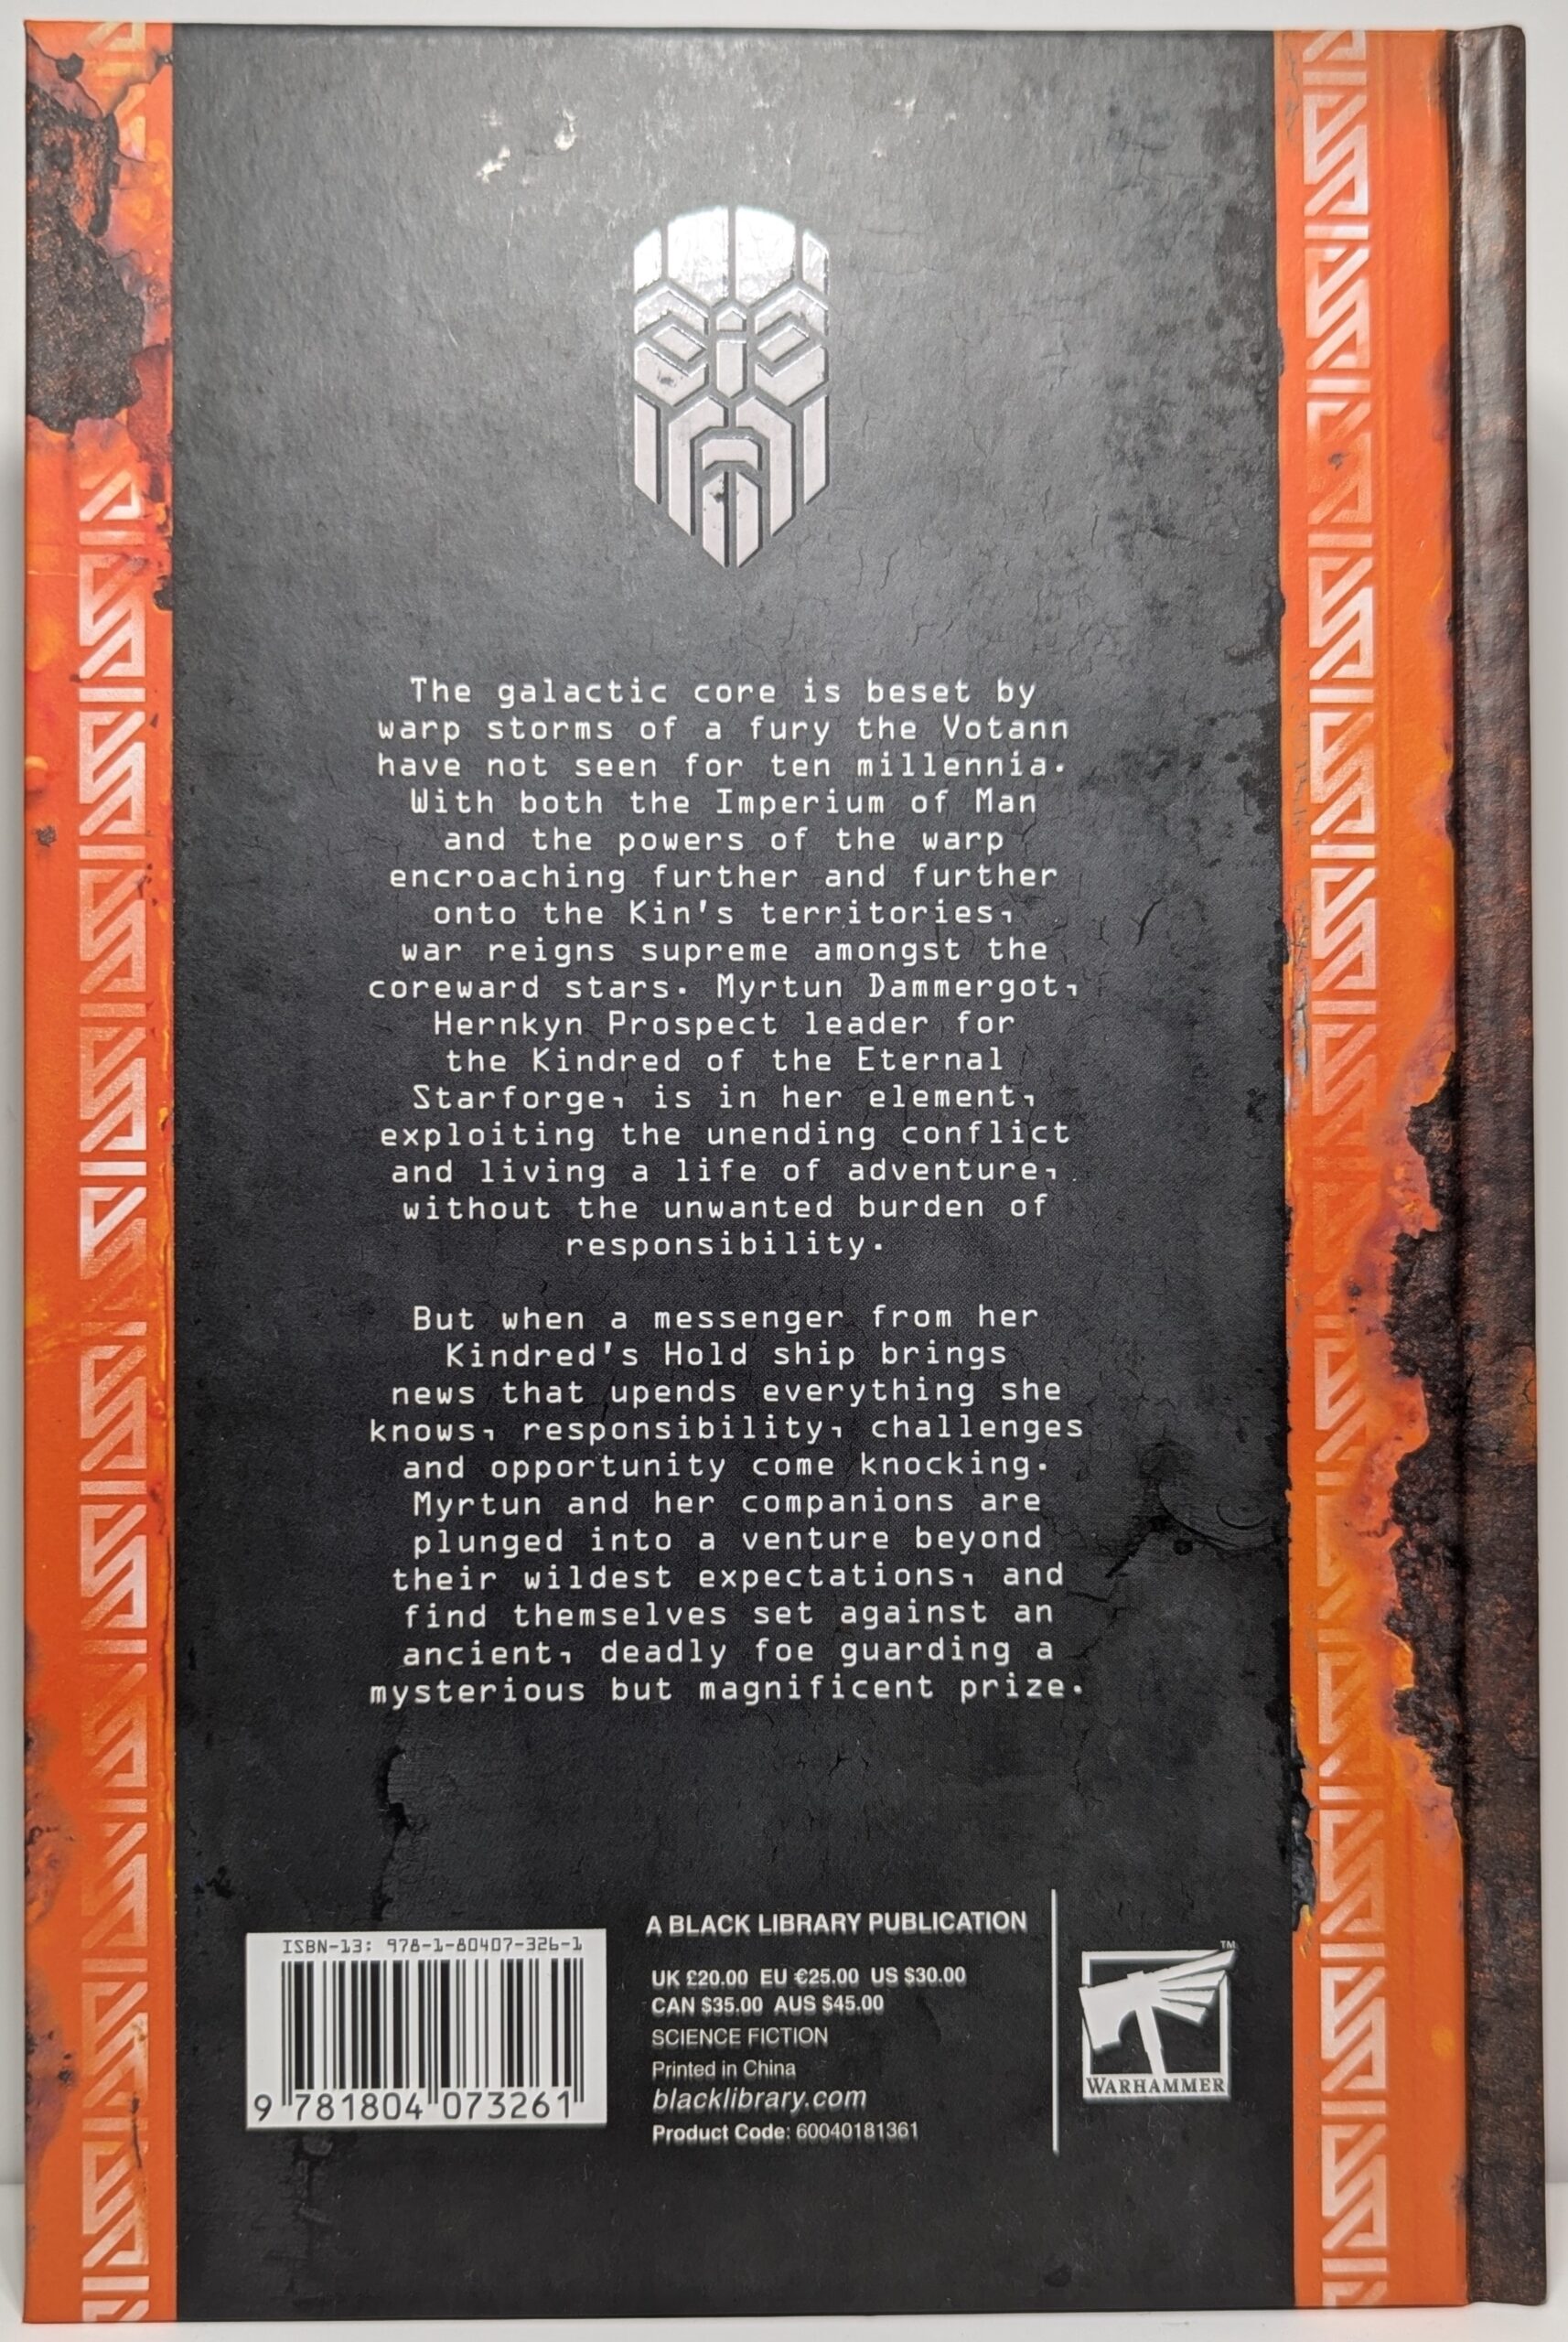 The galactic core is beset by
warp storms of a fury the Votann
have not seen for ten millennia.
With both the Imperium of Man
and the powers of the warp
encroaching further and further
onto the Kin's territories,
war reigns supreme amongst the
coreward stars. Myrtun Dammergot,
Hernkyn Prospect leader for
the Kindred of the Eternal
Starforge, is in her element,
exploiting the unending conflict
and living a life of adventure,
without the unwanted burden of
responsibility.
But when a messenger from her
Kindred's Hold ship brings
news that upends everything she
knows, responsibility, challenges
and opportunity come knocking.
Myrtun and her companions are
plunged into a venture beyond
their wildest expectations, and
find themselves set against an
ancient, deadly foe guarding a
mysterious but magnificent prize.
ISBN-13: 978-1-80407-326-1
9 781804 073261
A BLACK LIBRARY PUBLICATION
UK £20.00 EU €25.00 US $30.00
CAN $35.00 AUS $45.00
SCIENCE FICTION
Printed in China
blacklibrary.com
Product Code: 60040181361
TM
WARHAMMER